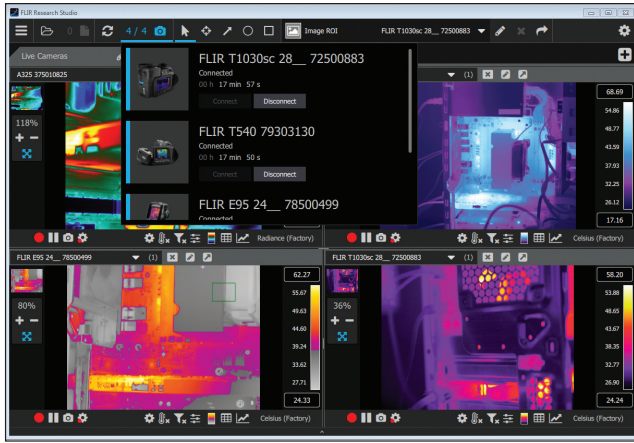 FLIR Research Studio
0
4 / 4
Image ROI
FLIR T1030sc 28__ 72500883
Live Cameras
A325 375010825
118%
FLIR T1030sc 28__ 72500883
Connected
00 h 17 min 57 s
Connect
Disconnect
FLIR T540 79303130
Connected
00 h 17 min 50 s
Connect
Disconnect
FLIR E95 24__ 78500499
Connected
(1)
68.69
54.86
48.77
43.59
37.93
32.25
26.12
17.16
Radiance (Factory)
Celsius (Factory)
FLIR E95 24__ 78500499
(1)
80%
62.27
55.67
49.63
44.60
39.24
33.62
27.71
24.33
Celsius (Factory)
FLIR T1030sc 28__ 72500883
(1)
36%
58.20
53.88
48.65
43.67
38.35
32.77
26.90
24.24
Celsius (Factory)